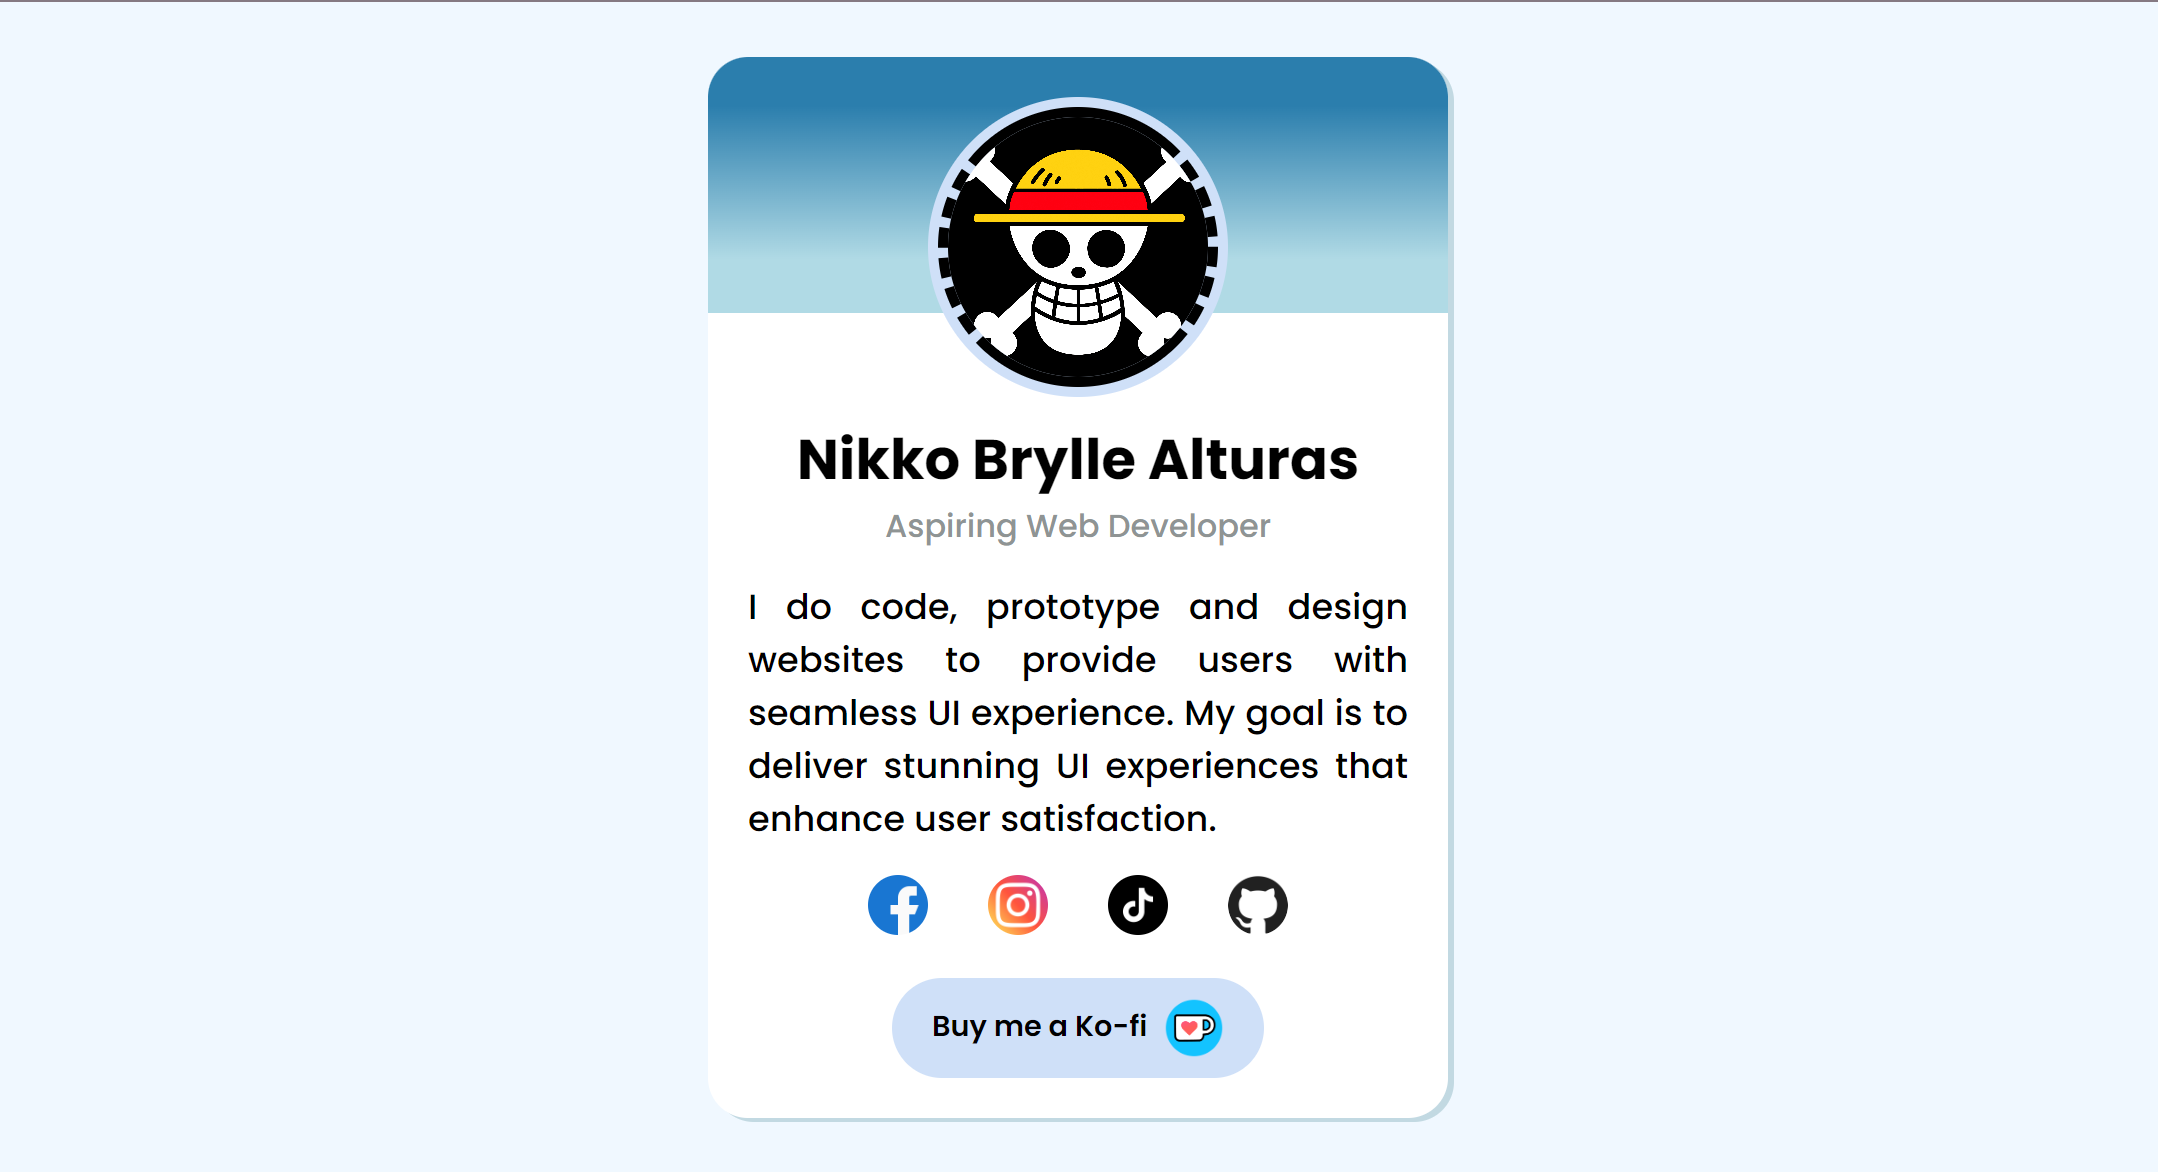 Nikko Brylle Alturas
Aspiring Web Developer
I do code, prototype and design
websites to provide users with
seamless UI experience. My goal is to
deliver stunning UI experiences that
enhance user satisfaction.
Buy me a Ko-fi